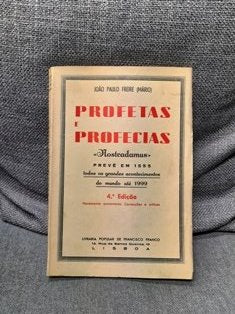 JOÃO PAULO FREIRE (MÁRIO)
PROFETAS
E
PROFECIAS
«Nostradamus»
PREVÊ EM 1555
todos os grandes acontecimentos
do mundo até 1999
4.ª Edição
LIVRARIA POPULAR DE FRANCISCO FRANCO
LISBOA